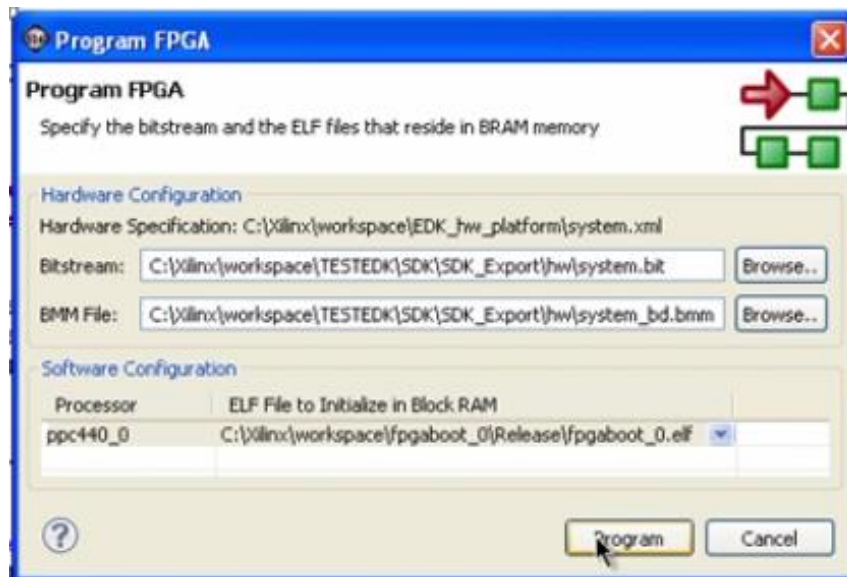 Program FPGA
Program FPGA
Specify the bitstream and the ELF files that reside in BRAM memory
Hardware Configuration
Hardware Specification: C:\Xilinx\workspace\EDK_hw_platform\system.xml
Bitstream: C:\Xilinx\workspace\TESTEDK\SDK\SDK_Export\hw\system.bit Browse..
BMM File: C:\Xilinx\workspace\TESTEDK\SDK\SDK_Export\hw\system_bd.bmm Browse...
Software Configuration
Processor ELF File to Initialize in Block RAM
ppc440_0 C:\Xilinx\workspace\fpgaboot_0\Release\fpgaboot_0.elf
? Program Cancel